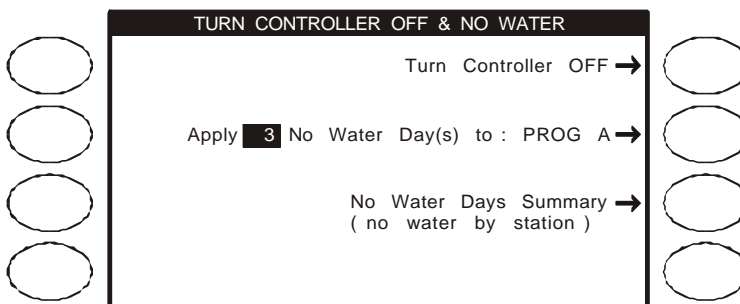 TURN CONTROLLER OFF & NO WATER
Turn Controller OFF
Apply 3 No Water Day(s) to : PROG A
No Water Days Summary
( no water by station )